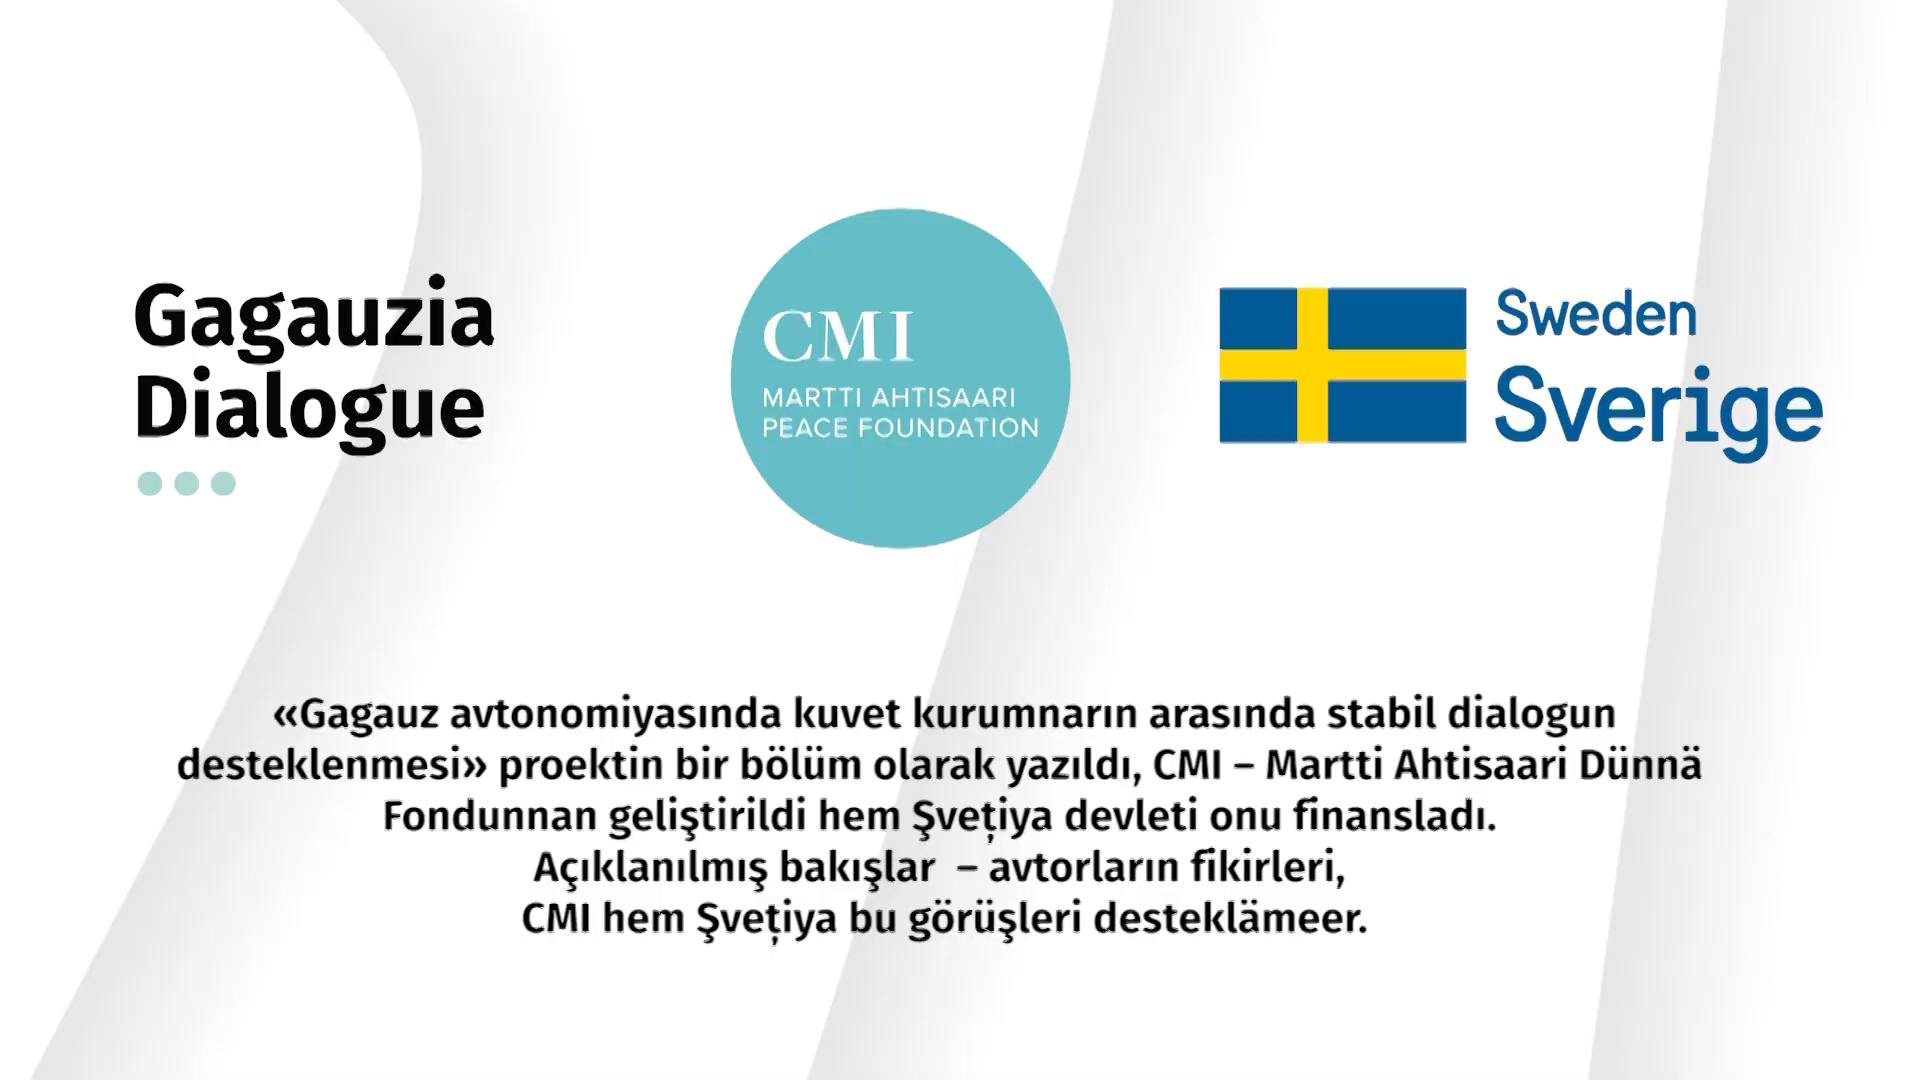 Gagauzia
Dialogue
CMI
MARTTI AHTISAARI
PEACE FOUNDATION
Sweden
Sverige
«Gagauz avtonomiyasında kuvet kurumnarın arasında stabil dialogun
desteklenmesi» proektin bir bölüm olarak yazıldı, CMI – Martti Ahtisaari Dünnä
Fondunnan geliştirildi hem Şvețiya devleti onu finansladı.
Açıklanılmış bakışlar – avtorların fikirleri,
CMI hem Şvețiya bu görüşleri desteklämeer.